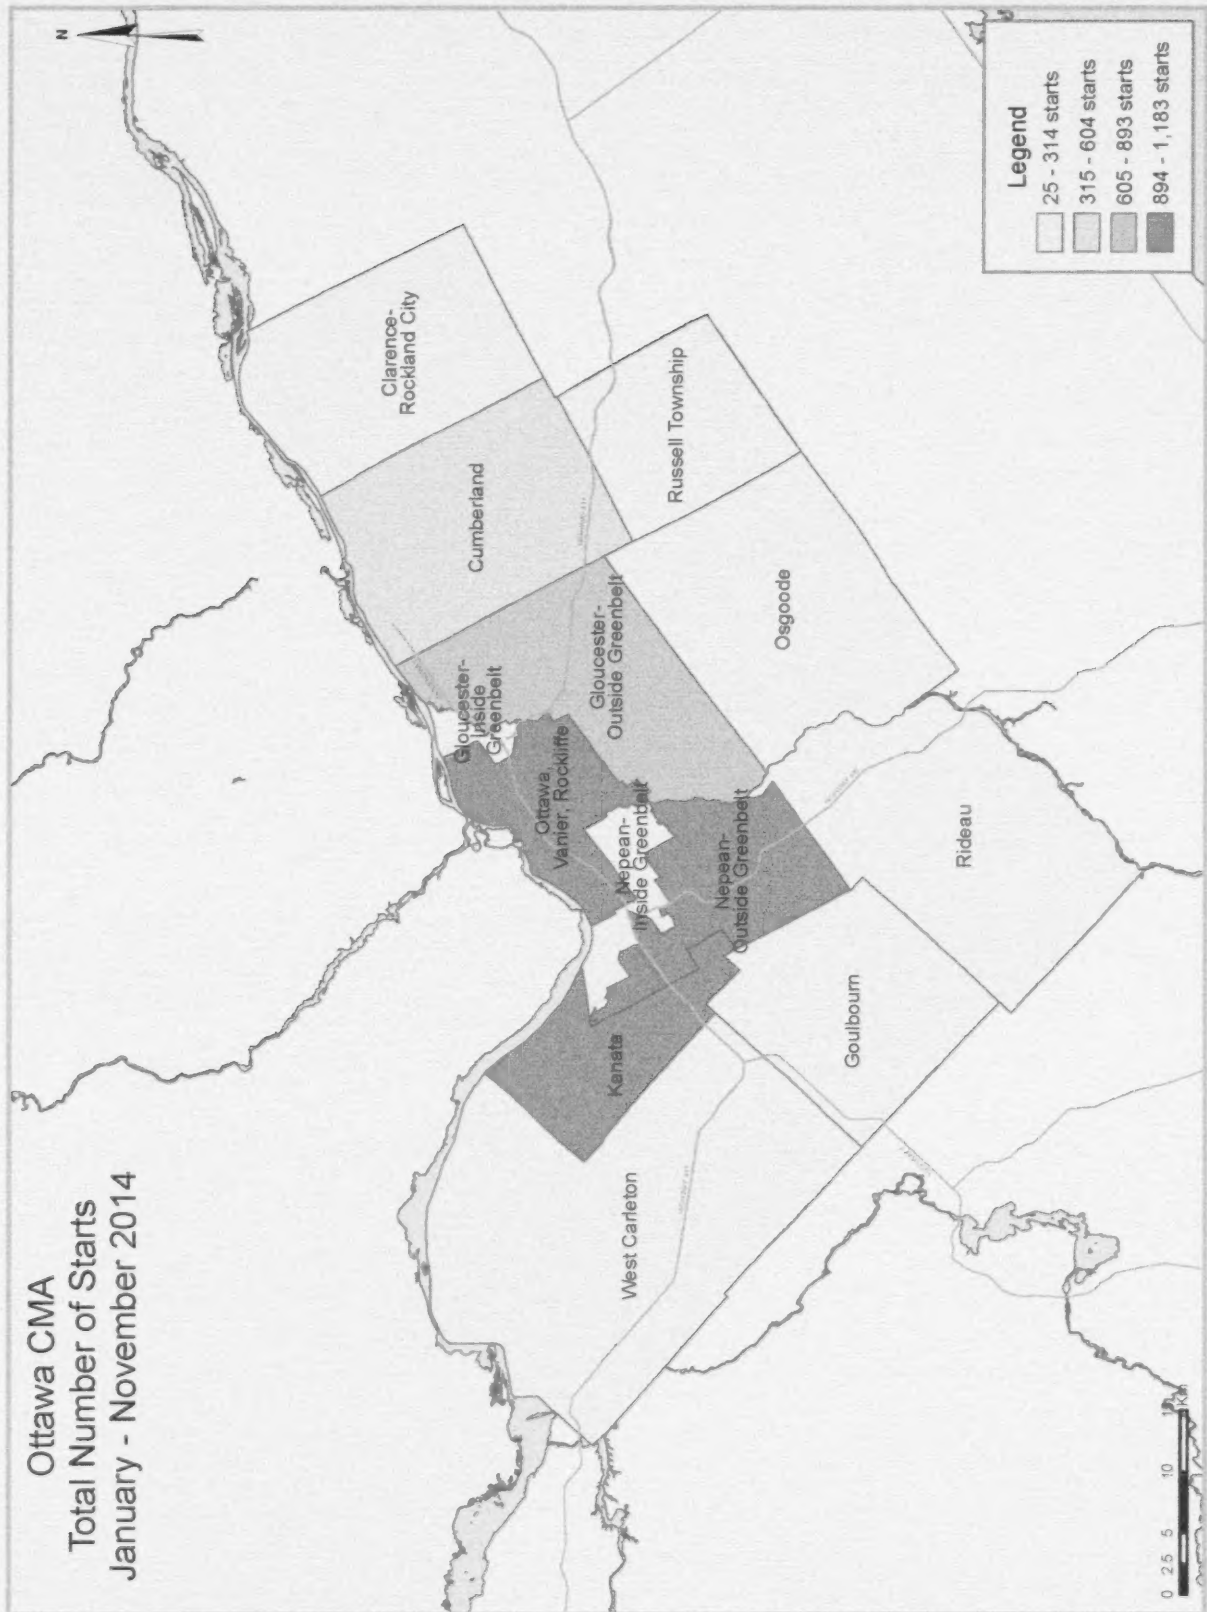 Ottawa CMA
Total Number of Starts
January - November 2014
N
Clarence-
Rockland City
Cumberland
Russell Township
Gloucester-
Inside
Greenbelt
Gloucester-
Outside Greenbelt
Osgoode
Ottawa,
Vanier, Rockliffe
Nepean-
Inside Greenbelt
Nepean-
Outside Greenbelt
Rideau
Kanata
Goulbourn
West Carleton
Legend
25 - 314 starts
315 - 604 starts
605 - 893 starts
894 - 1,183 starts
0 2.5 5 10
Km